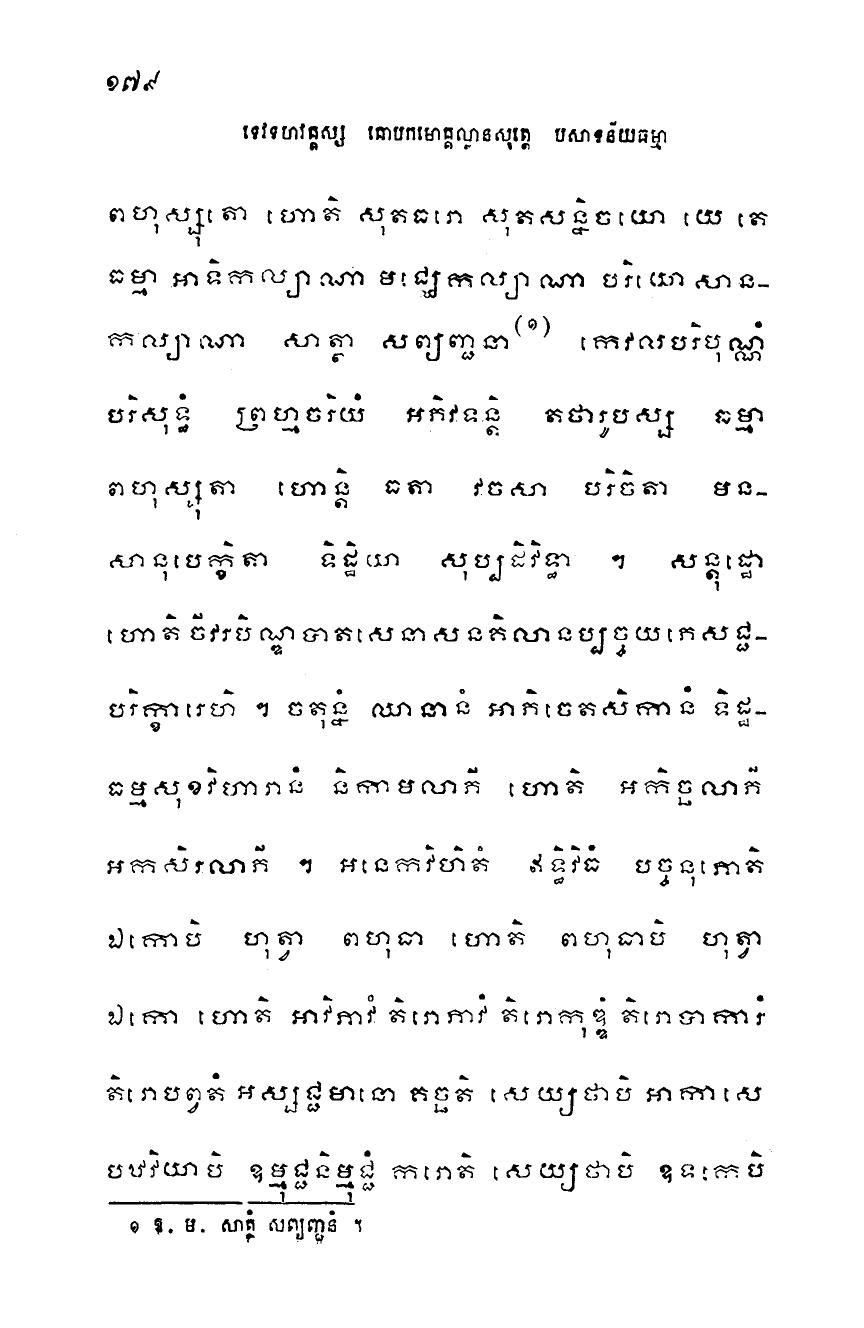 ១៧៩
ទេវទហវគ្គស្ស គោបកមោគ្គល្លានសុត្តេ បសាទនីយធម្មា
ពហុស្សុតោ ហោតិ សុតធរោ សុតសន្និចយោ យេ តេ
ធម្មា អាទិកល្យាណា មជ្ឈេកល្យាណា បរិយោសាន-
កល្យាណា សាត្ថា សព្យញ្ជនា(១) កេវលបរិបុណ្ណំ
បរិសុទ្ធំ ព្រហ្មចរិយំ អភិវទន្តិ តថារូបស្ស ធម្មា
ពហុស្សុតា ហោន្តិ ធតា វចសា បរិចិតា មន-
សានុបេក្ខិតា ទិដ្ឋិយា សុប្បដិវិទ្ធា ។ សន្តុដ្ឋោ
ហោតិ ចីវរបិណ្ឌបាតសេនាសនគិលានប្បច្ចយភេសជ្ជ-
បរិក្ខារេហិ ។ ចតុន្នំ ឈានានំ អាភិចេតសិកានំ ទិដ្ឋ-
ធម្មសុខវិហារានំ និកាមលាភី ហោតិ អកិច្ឆលាភី
អកសិរលាភី ។ អនេកវិហិតំ ឥទ្ធិវិធំ បច្ចនុភោតិ
ឯកោបិ ហុត្វា ពហុធា ហោតិ ពហុធាបិ ហុត្វា
ឯកោ ហោតិ អាវិភាវំ តិរោភាវំ តិរោកុឌ្ឌំ តិរោបាការំ
តិរោបព្វតំ អសជ្ជមានោ គច្ឆតិ សេយ្យថាបិ អាកាសេ
បឋវិយាបិ ឧម្មុជ្ជនិម្មុជ្ជំ ករោតិ សេយ្យថាបិ ឧទកេបិ
១ ឱ. ម. សាត្ថំ សព្យញ្ជនំ ។